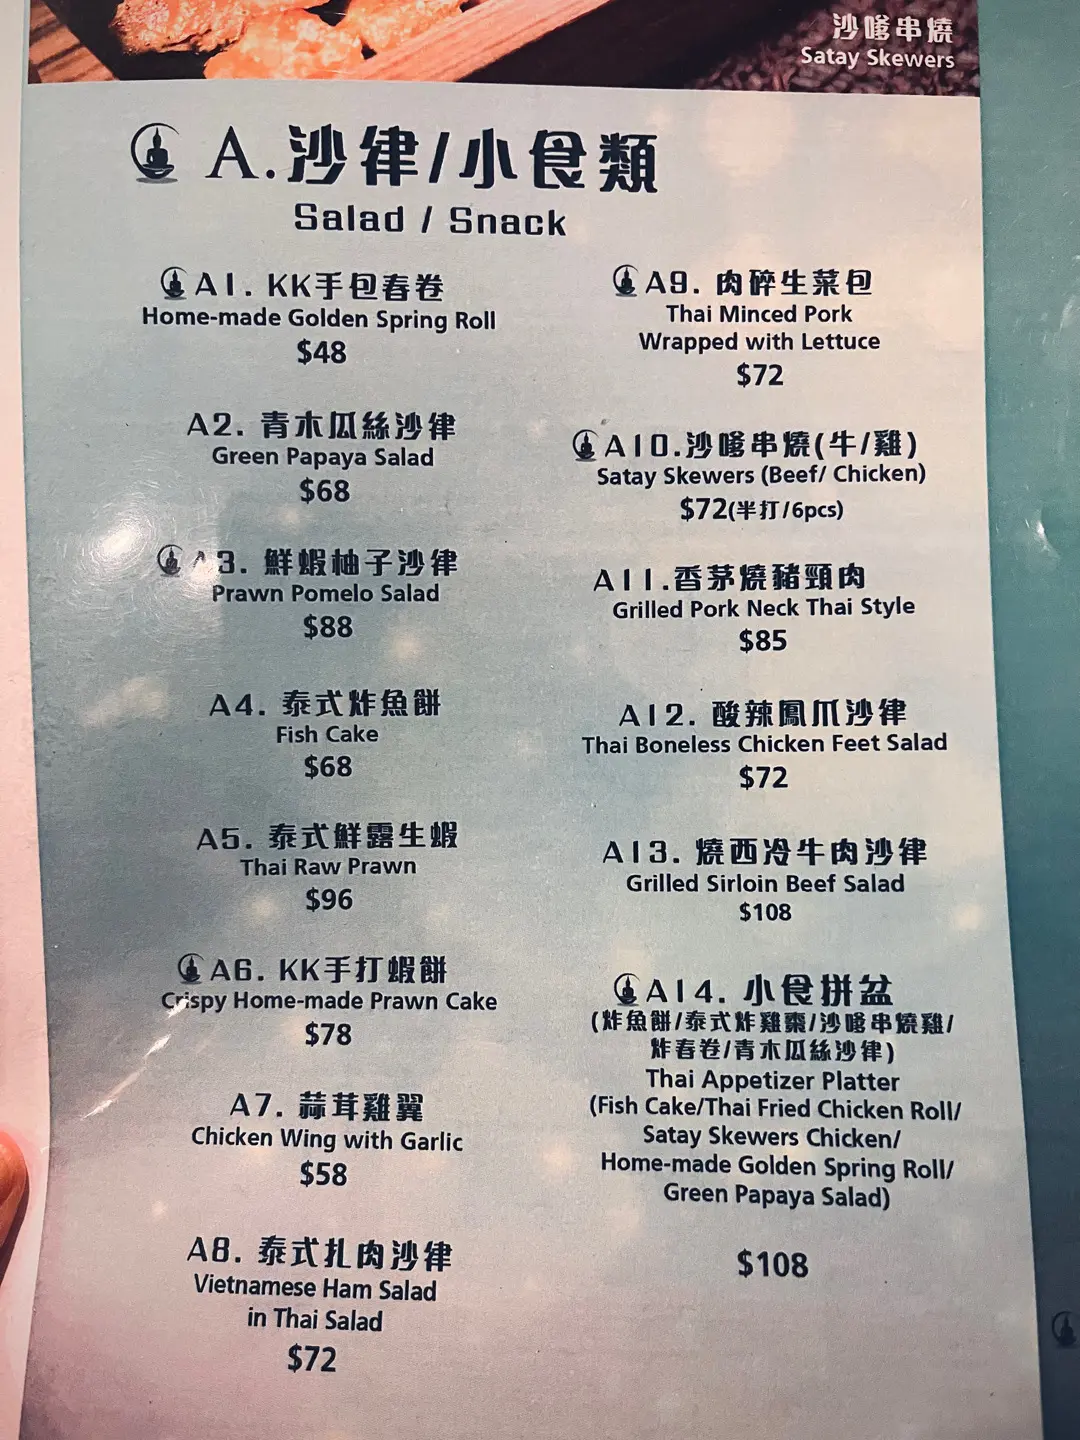 沙嗲串燒
Satay Skewers
A.沙律/小食類
Salad / Snack
A1. KK手包春卷
Home-made Golden Spring Roll
$48
A2. 青木瓜絲沙律
Green Papaya Salad
$68
A3. 鮮蝦柚子沙律
Prawn Pomelo Salad
$88
A4. 泰式炸魚餅
Fish Cake
$68
A5. 泰式鮮露生蝦
Thai Raw Prawn
$96
A6. KK手打蝦餅
Crispy Home-made Prawn Cake
$78
A7. 蒜茸雞翼
Chicken Wing with Garlic
$58
A8. 泰式扎肉沙律
Vietnamese Ham Salad
in Thai Salad
$72
A9. 肉碎生菜包
Thai Minced Pork
Wrapped with Lettuce
$72
A10.沙嗲串燒(牛/雞)
Satay Skewers (Beef/ Chicken)
$72(半打/6pcs)
A11.香茅燒豬頸肉
Grilled Pork Neck Thai Style
$85
A12. 酸辣鳳爪沙律
Thai Boneless Chicken Feet Salad
$72
A13. 燒西冷牛肉沙律
Grilled Sirloin Beef Salad
$108
A14. 小食拼盆
(炸魚餅/泰式炸雞棗/沙嗲串燒雞/
炸春卷/青木瓜絲沙律)
Thai Appetizer Platter
(Fish Cake/Thai Fried Chicken Roll/
Satay Skewers Chicken/
Home-made Golden Spring Roll/
Green Papaya Salad)
$108